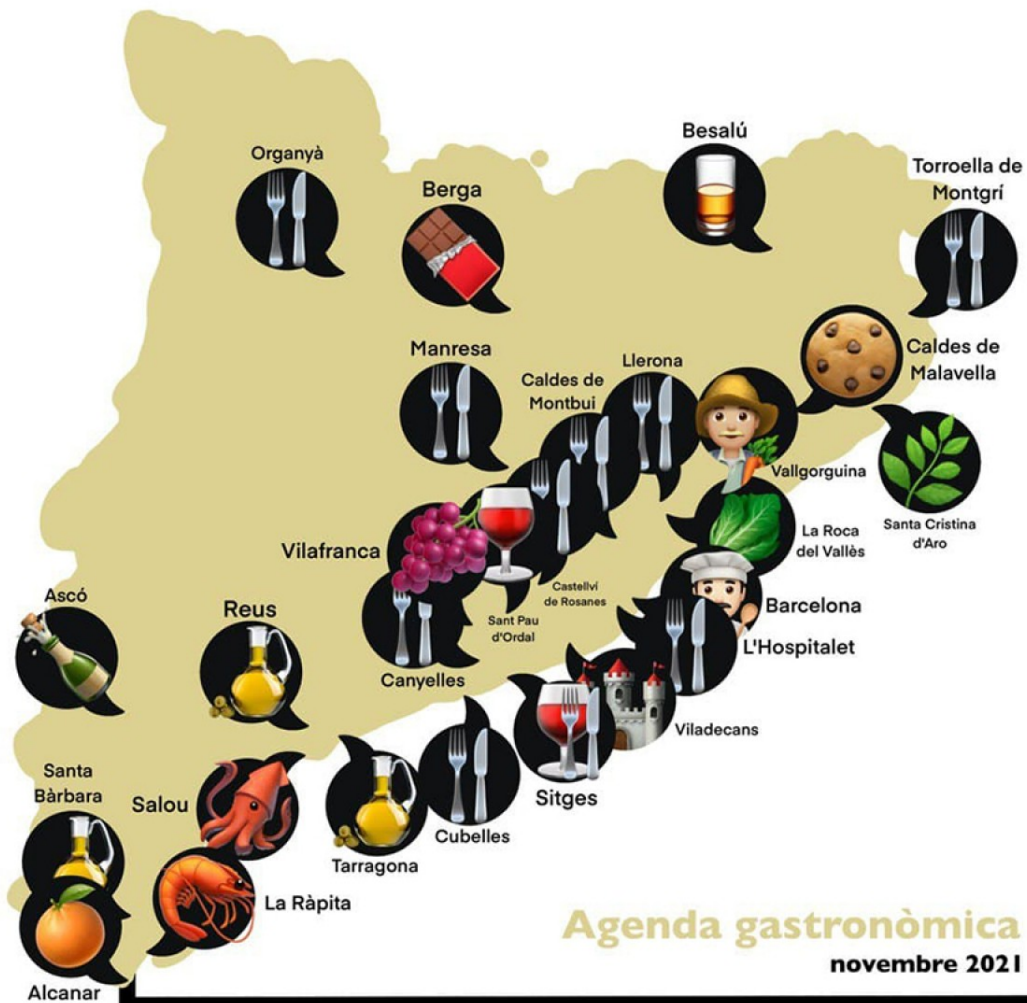 Besalú
Organyà
Torroella de
Montgrí
Berga
Manresa
Llerona
Caldes de
Malavella
Caldes de
Montbui
Vallgorguina
Santa Cristina
d'Aro
La Roca
del Vallès
Vilafranca
Castellví
de Rosanes
Ascó
Reus
Sant Pau
d'Ordal
Barcelona
L'Hospitalet
Canyelles
Viladecans
Santa
Bàrbara
Salou
Sitges
Cubelles
Tarragona
La Ràpita
Alcanar
Agenda gastronòmica
novembre 2021